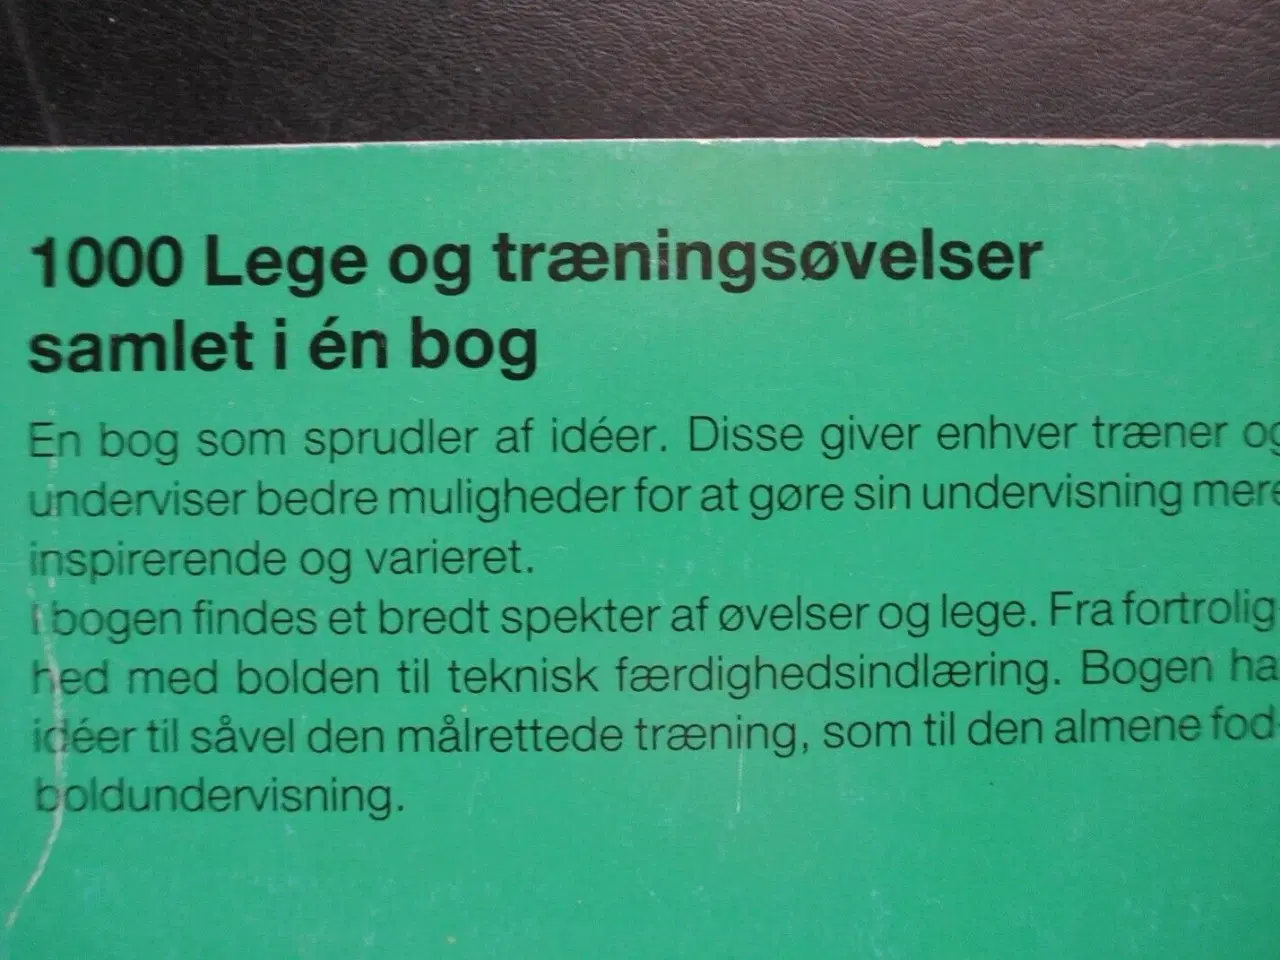 1000 Lege og træningsøvelser
samlet i én bog
En bog som sprudler af idéer. Disse giver enhver træner og
underviser bedre muligheder for at gøre sin undervisning mere
inspirerende og varieret.
I bogen findes et bredt spekter af øvelser og lege. Fra fortrolig-
hed med bolden til teknisk færdighedsindlæring. Bogen ha
idéer til såvel den målrettede træning, som til den almene fod-
boldundervisning.